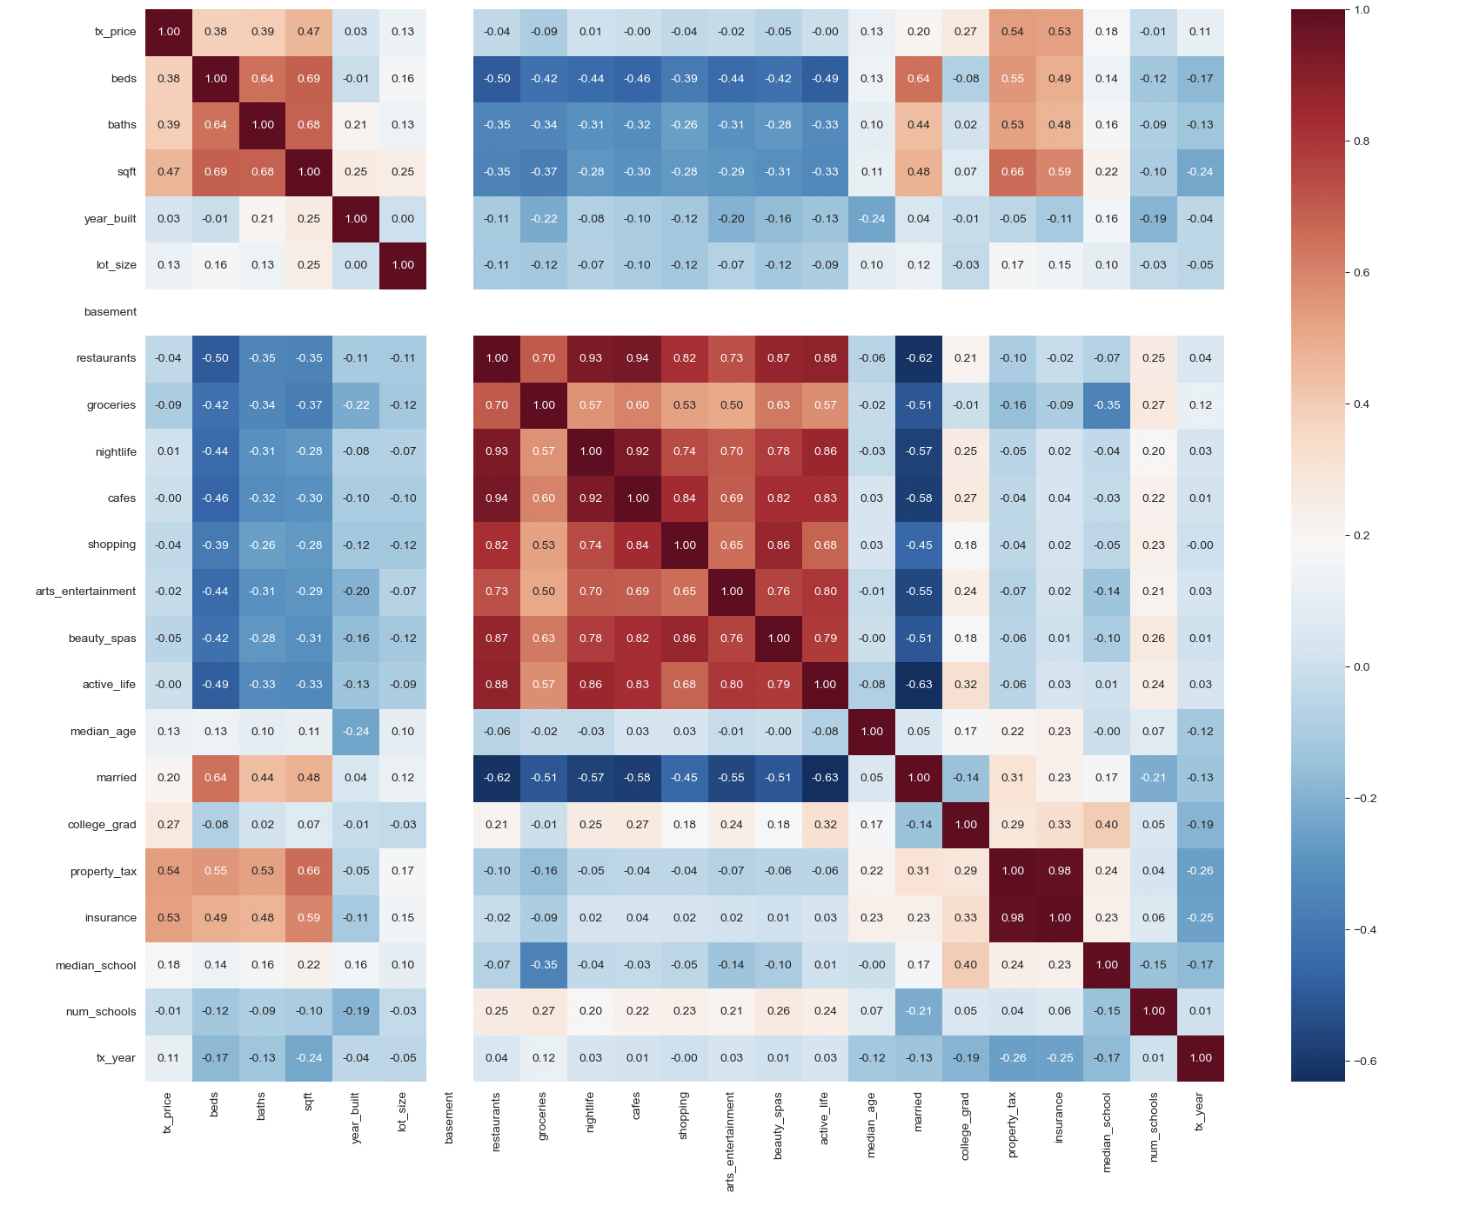 tx_price 1.00 0.38 0.39 0.47 0.03 0.13 -0.04 -0.09 0.01 -0.00 -0.04 -0.02 -0.05 -0.00 0.13 0.20 0.27 0.54 0.53 0.18 -0.01 0.11
beds 0.38 1.00 0.64 0.69 -0.01 0.16 -0.50 -0.42 -0.44 -0.46 -0.39 -0.44 -0.42 -0.49 0.13 0.64 -0.08 0.55 0.49 0.14 -0.12 -0.17
baths 0.39 0.64 1.00 0.68 0.21 0.13 -0.35 -0.34 -0.31 -0.32 -0.26 -0.31 -0.28 -0.33 0.10 0.44 0.02 0.53 0.48 0.16 -0.09 -0.13
sqft 0.47 0.69 0.68 1.00 0.25 0.25 -0.35 -0.37 -0.28 -0.30 -0.28 -0.29 -0.31 -0.33 0.11 0.48 0.07 0.66 0.59 0.22 -0.10 -0.24
year_built 0.03 -0.01 0.21 0.25 1.00 0.00 -0.11 -0.22 -0.08 -0.10 -0.12 -0.20 -0.16 -0.13 -0.24 0.04 -0.01 -0.05 -0.11 0.16 -0.19 -0.04
lot_size 0.13 0.16 0.13 0.25 0.00 1.00 -0.11 -0.12 -0.07 -0.10 -0.12 -0.07 -0.12 -0.09 0.10 0.12 -0.03 0.17 0.15 0.10 -0.03 -0.05
basement
restaurants -0.04 -0.50 -0.35 -0.35 -0.11 -0.11 1.00 0.70 0.93 0.94 0.82 0.73 0.87 0.88 -0.06 -0.62 0.21 -0.10 -0.02 -0.07 0.25 0.04
groceries -0.09 -0.42 -0.34 -0.37 -0.22 -0.12 0.70 1.00 0.57 0.60 0.53 0.50 0.63 0.57 -0.02 -0.51 -0.01 -0.16 -0.09 -0.35 0.27 0.12
nightlife 0.01 -0.44 -0.31 -0.28 -0.08 -0.07 0.93 0.57 1.00 0.92 0.74 0.70 0.78 0.86 -0.03 -0.57 0.25 -0.05 0.02 -0.04 0.20 0.03
cafes -0.00 -0.46 -0.32 -0.30 -0.10 -0.10 0.94 0.60 0.92 1.00 0.84 0.69 0.82 0.83 0.03 -0.58 0.27 -0.04 0.04 -0.03 0.22 0.01
shopping -0.04 -0.39 -0.26 -0.28 -0.12 -0.12 0.82 0.53 0.74 0.84 1.00 0.65 0.86 0.68 0.03 -0.45 0.18 -0.04 0.02 -0.05 0.23 -0.00
arts_entertainment -0.02 -0.44 -0.31 -0.29 -0.20 -0.07 0.73 0.50 0.70 0.69 0.65 1.00 0.76 0.80 -0.01 -0.55 0.24 -0.07 0.02 -0.14 0.21 0.03
beauty_spas -0.05 -0.42 -0.28 -0.31 -0.16 -0.12 0.87 0.63 0.78 0.82 0.86 0.76 1.00 0.79 -0.00 -0.51 0.18 -0.06 0.01 -0.10 0.26 0.01
active_life -0.00 -0.49 -0.33 -0.33 -0.13 -0.09 0.88 0.57 0.86 0.83 0.68 0.80 0.79 1.00 -0.08 -0.63 0.32 -0.06 0.03 0.01 0.24 0.03
median_age 0.13 0.13 0.10 0.11 -0.24 0.10 -0.06 -0.02 -0.03 0.03 0.03 -0.01 -0.00 -0.08 1.00 0.05 0.17 0.22 0.23 -0.00 0.07 -0.12
married 0.20 0.64 0.44 0.48 0.04 0.12 -0.62 -0.51 -0.57 -0.58 -0.45 -0.55 -0.51 -0.63 0.05 1.00 -0.14 0.31 0.23 0.17 -0.21 -0.13
college_grad 0.27 -0.08 0.02 0.07 -0.01 -0.03 0.21 -0.01 0.25 0.27 0.18 0.24 0.18 0.32 0.17 -0.14 1.00 0.29 0.33 0.40 0.05 -0.19
property_tax 0.54 0.55 0.53 0.66 -0.05 0.17 -0.10 -0.16 -0.05 -0.04 -0.04 -0.07 -0.06 -0.06 0.22 0.31 0.29 1.00 0.98 0.24 0.04 -0.26
insurance 0.53 0.49 0.48 0.59 -0.11 0.15 -0.02 -0.09 0.02 0.04 0.02 0.02 0.01 0.03 0.23 0.23 0.33 0.98 1.00 0.23 0.06 -0.25
median_school 0.18 0.14 0.16 0.22 0.16 0.10 -0.07 -0.35 -0.04 -0.03 -0.05 -0.14 -0.10 0.01 -0.00 0.17 0.40 0.24 0.23 1.00 -0.15 -0.17
num_schools -0.01 -0.12 -0.09 -0.10 -0.19 -0.03 0.25 0.27 0.20 0.22 0.23 0.21 0.26 0.24 0.07 -0.21 0.05 0.04 0.06 -0.15 1.00 0.01
tx_year 0.11 -0.17 -0.13 -0.24 -0.04 -0.05 0.04 0.12 0.03 0.01 -0.00 0.03 0.01 0.03 -0.12 -0.13 -0.19 -0.26 -0.25 -0.17 0.01 1.00
tx_price
beds
baths
sqft
year_built
lot_size
basement
restaurants
groceries
nightlife
cafes
shopping
arts_entertainment
beauty_spas
active_life
median_age
married
college_grad
property_tax
insurance
median_school
num_schools
tx_year
1.0
0.8
0.6
0.4
0.2
0.0
−0.2
−0.4
−0.6